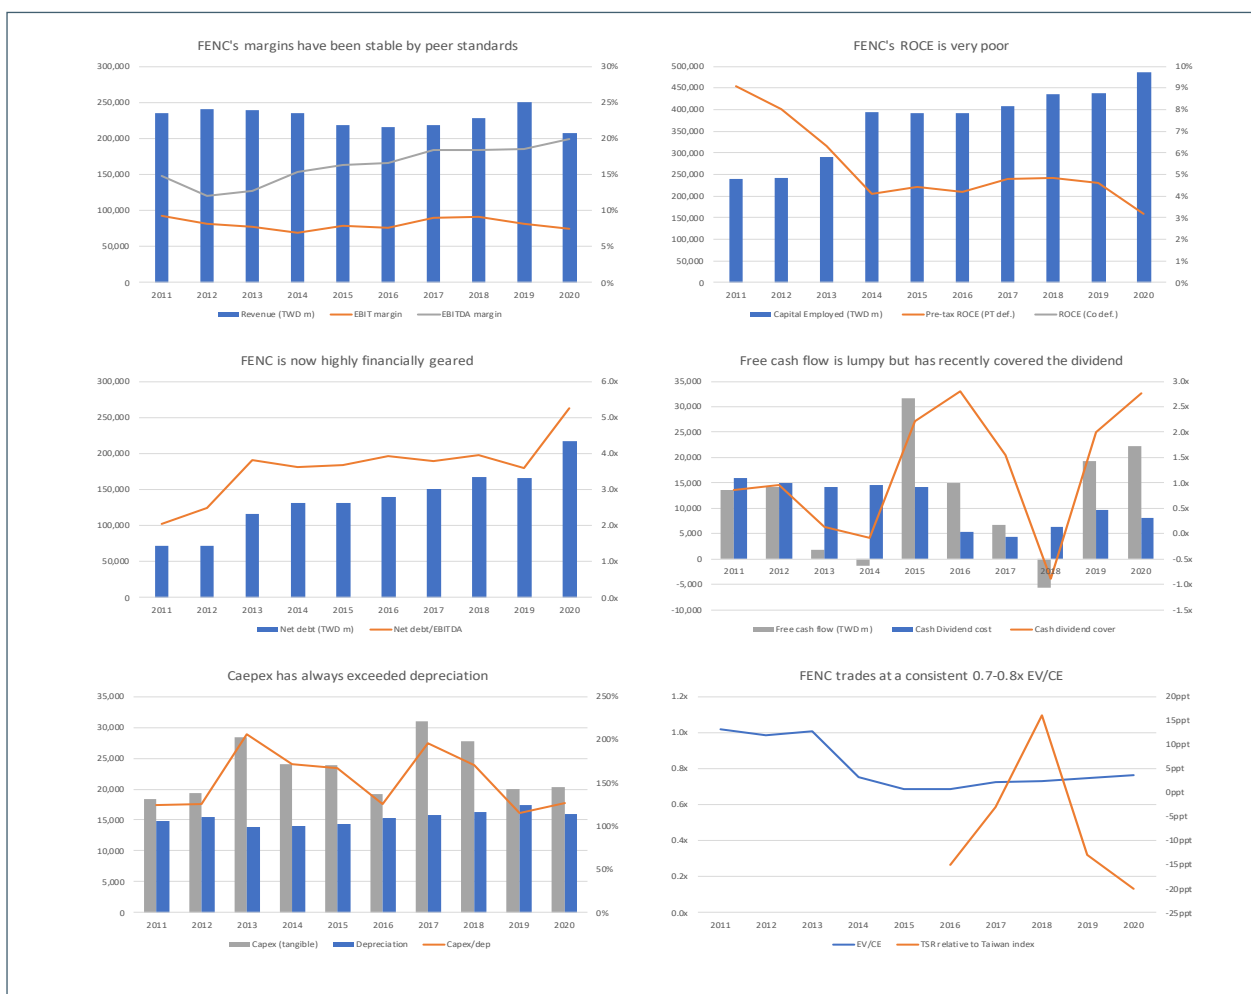 FENC's margins have been stable by peer standards
300,000 30%
250,000 25%
200,000 20%
150,000 15%
100,000 10%
50,000 5%
0 0%
2011 2012 2013 2014 2015 2016 2017 2018 2019 2020
Revenue (TWD m) EBIT margin EBITDA margin
FENC's ROCE is very poor
500,000 10%
450,000 9%
400,000 8%
350,000 7%
300,000 6%
250,000 5%
200,000 4%
150,000 3%
100,000 2%
50,000 1%
0 0%
2011 2012 2013 2014 2015 2016 2017 2018 2019 2020
Capital Employed (TWD m) Pre-tax ROCE (PT def.) ROCE (Co def.)
FENC is now highly financially geared
300,000 6.0x
250,000 5.0x
200,000 4.0x
150,000 3.0x
100,000 2.0x
50,000 1.0x
0 0.0x
2011 2012 2013 2014 2015 2016 2017 2018 2019 2020
Net debt (TWD m) Net debt/EBITDA
Free cash flow is lumpy but has recently covered the dividend
35,000 3.0x
30,000 2.5x
25,000 2.0x
20,000 1.5x
15,000 1.0x
10,000 0.5x
5,000 0.0x
0 -0.5x
-5,000 -1.0x
-10,000 -1.5x
2011 2012 2013 2014 2015 2016 2017 2018 2019 2020
Free cash flow (TWD m) Cash Dividend cost Cash dividend cover
Caepex has always exceeded depreciation
35,000 250%
30,000 200%
25,000 150%
20,000 100%
15,000 50%
10,000 0%
5,000
0
2011 2012 2013 2014 2015 2016 2017 2018 2019 2020
Capex (tangible) Depreciation Capex/dep
FENC trades at a consistent 0.7-0.8x EV/CE
1.2x 20ppt
1.0x 15ppt
0.8x 10ppt
0.6x 5ppt
0.4x 0ppt
0.2x -5ppt
0.0x -10ppt
-15ppt
-20ppt
-25ppt
2011 2012 2013 2014 2015 2016 2017 2018 2019 2020
EV/CE TSR relative to Taiwan index